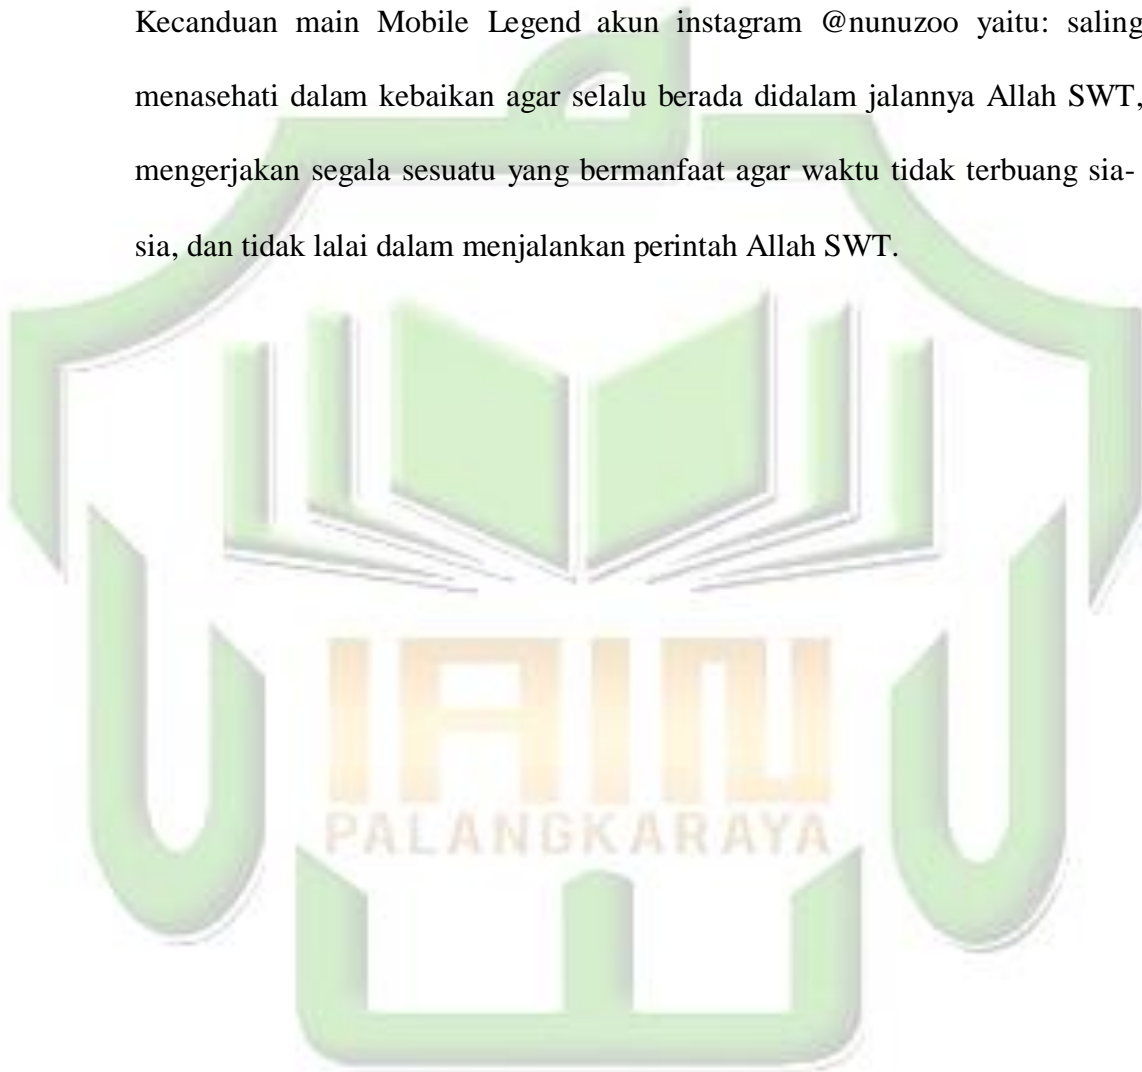 Kecanduan main Mobile Legend akun instagram @nunuzoo yaitu: saling
menasehati dalam kebaikan agar selalu berada didalam jalannya Allah SWT,
mengerjakan segala sesuatu yang bermanfaat agar waktu tidak terbuang sia-
sia, dan tidak lalai dalam menjalankan perintah Allah SWT.
IAIN
PALANGKARAYA